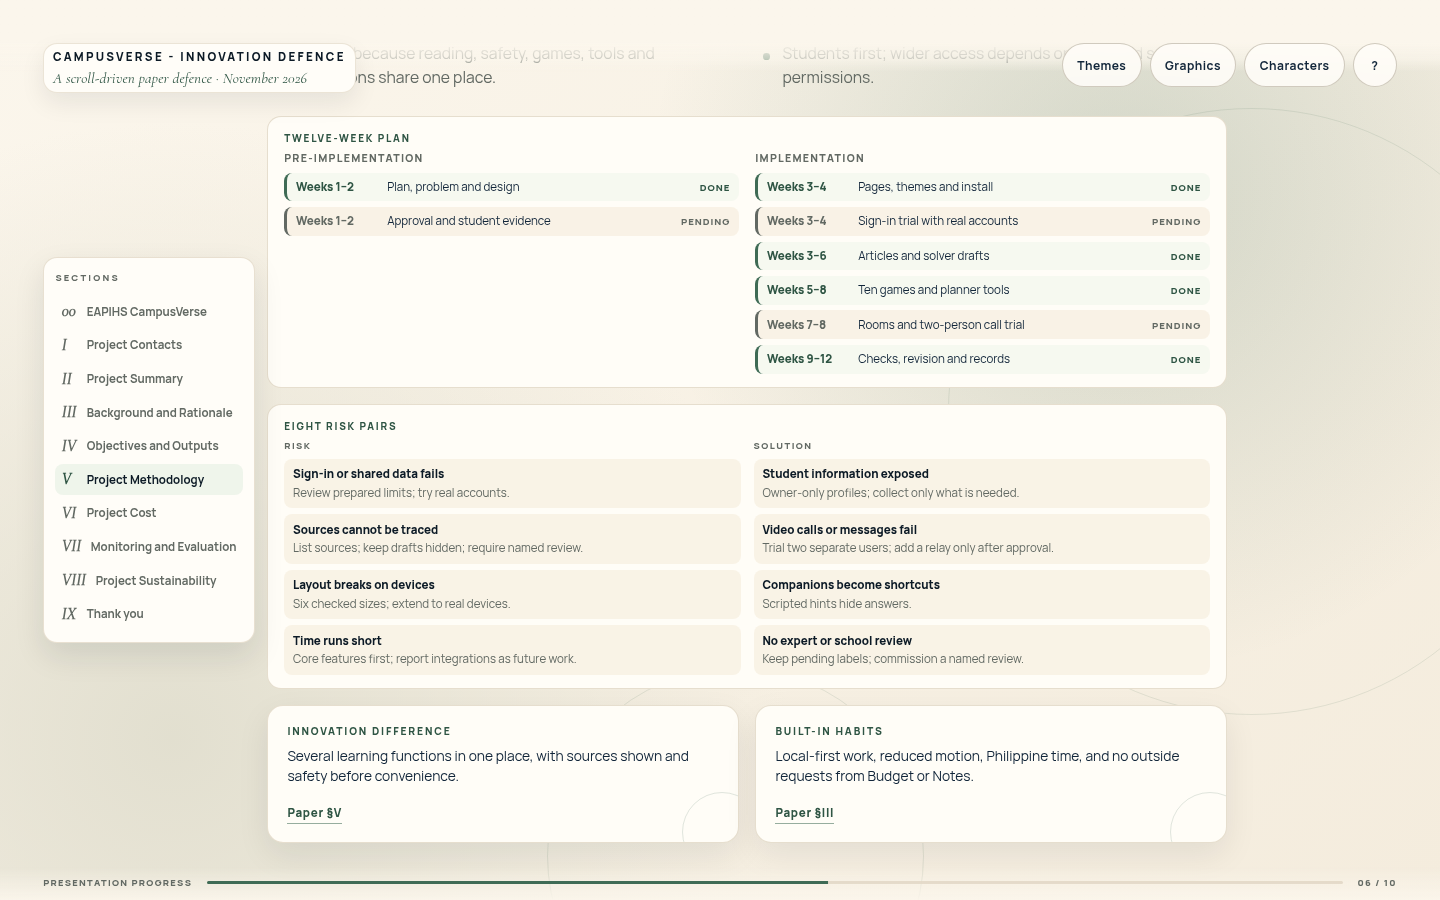 CAMPUSVERSE - INNOVATION DEFENCE
A scroll-driven paper defence · November 2026
because reading, safety, games, tools and
ons share one place.
Students first; wider access depends or
permissions.
Themes
Graphics
Characters
?
SECTIONS
00 EAPIHS CampusVerse
I Project Contacts
II Project Summary
III Background and Rationale
IV Objectives and Outputs
V Project Methodology
VI Project Cost
VII Monitoring and Evaluation
VIII Project Sustainability
IX Thank you
TWELVE-WEEK PLAN
PRE-IMPLEMENTATION
Weeks 1–2 Plan, problem and design DONE
Weeks 1–2 Approval and student evidence PENDING
IMPLEMENTATION
Weeks 3–4 Pages, themes and install DONE
Weeks 3–4 Sign-in trial with real accounts PENDING
Weeks 3–6 Articles and solver drafts DONE
Weeks 5–8 Ten games and planner tools DONE
Weeks 7–8 Rooms and two-person call trial PENDING
Weeks 9–12 Checks, revision and records DONE
EIGHT RISK PAIRS
RISK
SOLUTION
Sign-in or shared data fails
Review prepared limits; try real accounts.
Student information exposed
Owner-only profiles; collect only what is needed.
Sources cannot be traced
List sources; keep drafts hidden; require named review.
Video calls or messages fail
Trial two separate users; add a relay only after approval.
Layout breaks on devices
Six checked sizes; extend to real devices.
Companions become shortcuts
Scripted hints hide answers.
Time runs short
Core features first; report integrations as future work.
No expert or school review
Keep pending labels; commission a named review.
INNOVATION DIFFERENCE
Several learning functions in one place, with sources shown and
safety before convenience.
Paper §V
BUILT-IN HABITS
Local-first work, reduced motion, Philippine time, and no outside
requests from Budget or Notes.
Paper §III
PRESENTATION PROGRESS
06 / 10